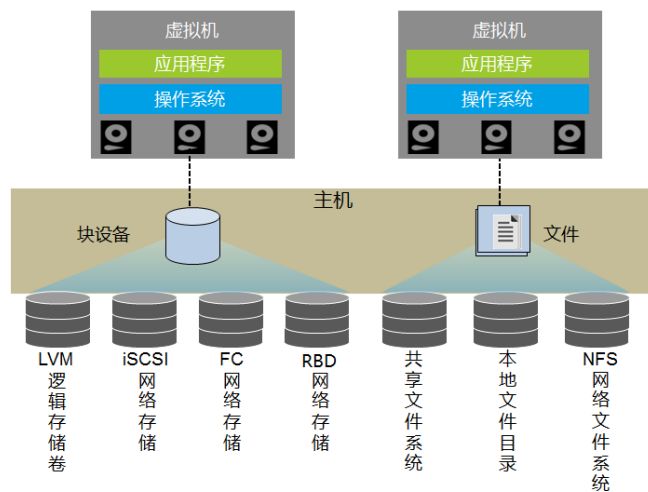 虚拟机
应用程序
操作系统
虚拟机
应用程序
操作系统
主机
块设备
文件
LVM
逻辑存储卷
iSCSI
网络存储
FC
网络存储
RBD
网络存储
共享文件系统
本地文件目录
NFS
网络文件系统